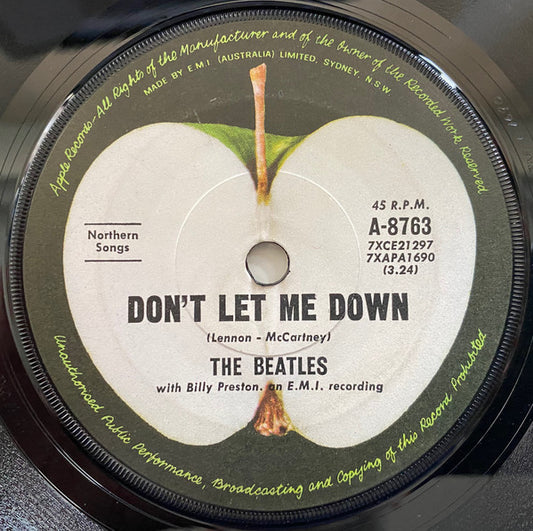 Apple Records-All Rights of the Manufacturer and of the Owner of the Recorded Work Reserved
MADE BY E.M.I. (AUSTRALIA) LIMITED, SYDNEY, N.S.W
Northern
Songs
45 R.P.M.
A-8763
7XCE21297
7XAPA1690
(3.24)
DON'T LET ME DOWN
(Lennon - McCartney)
THE BEATLES
with Billy Preston. an E.M.I. recording
Unauthorised Public Performance, Broadcasting and Copying of this Record Prohibited